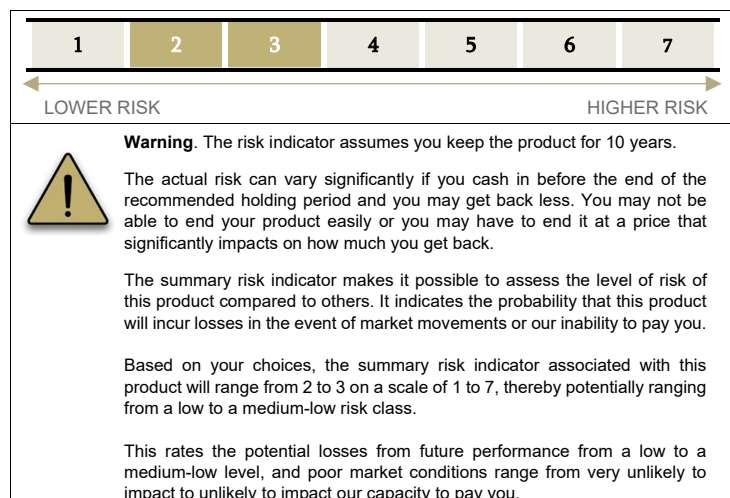 1 2 3 4 5 6 7
LOWER RISK HIGHER RISK
Warning. The risk indicator assumes you keep the product for 10 years.
The actual risk can vary significantly if you cash in before the end of the
recommended holding period and you may get back less. You may not be
able to end your product easily or you may have to end it at a price that
significantly impacts on how much you get back.
The summary risk indicator makes it possible to assess the level of risk of
this product compared to others. It indicates the probability that this product
will incur losses in the event of market movements or our inability to pay you.
Based on your choices, the summary risk indicator associated with this
product will range from 2 to 3 on a scale of 1 to 7, thereby potentially ranging
from a low to a medium-low risk class.
This rates the potential losses from future performance from a low to a
medium-low level, and poor market conditions range from very unlikely to
impact to unlikely to impact our capacity to pay you.